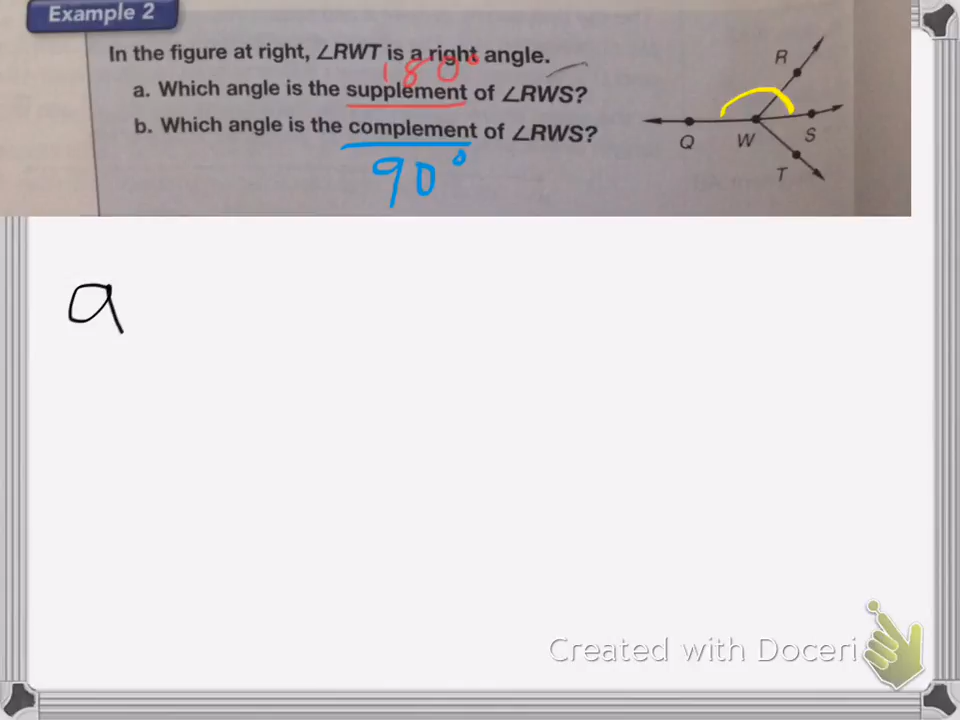 Example 2
In the figure at right, ∠RWT is a right angle.
180°
a. Which angle is the supplement of ∠RWS?
b. Which angle is the complement of ∠RWS?
90°
R
Q W S
T
a
Created with Doceri